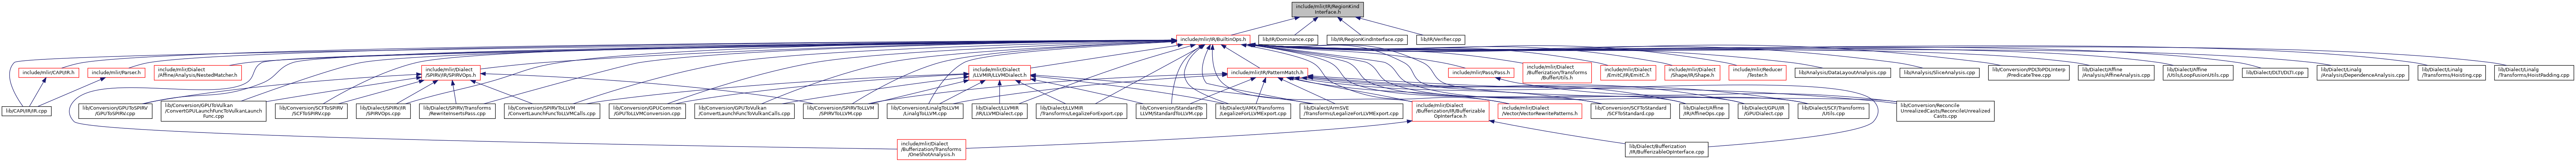 include/mlir/IR/RegionKind
Interface.h
include/mlir/IR/BuiltinOps.h
lib/IR/Dominance.cpp
lib/IR/RegionKindInterface.cpp
lib/IR/Verifier.cpp
include/mlir/CAPI/IR.h
include/mlir/Parser.h
include/mlir/Dialect
/Affine/Analysis/NestedMatcher.h
include/mlir/Dialect
/SPIRV/IR/SPIRVOps.h
include/mlir/Dialect
/LLVMIR/LLVMDialect.h
include/mlir/IR/PatternMatch.h
include/mlir/Pass/Pass.h
include/mlir/Dialect
/Bufferization/Transforms
/BufferUtils.h
include/mlir/Dialect
/EmitC/IR/EmitC.h
include/mlir/Dialect
/Shape/IR/Shape.h
include/mlir/Reducer
/Tester.h
lib/Analysis/DataLayoutAnalysis.cpp
lib/Analysis/SliceAnalysis.cpp
lib/Conversion/PDLToPDLInterp
/PredicateTree.cpp
lib/Dialect/Affine
/Analysis/AffineAnalysis.cpp
lib/Dialect/Affine
/Utils/LoopFusionUtils.cpp
lib/Dialect/DLTI/DLTI.cpp
lib/Dialect/Linalg
/Analysis/DependenceAnalysis.cpp
lib/Dialect/Linalg
/Transforms/Hoisting.cpp
lib/Dialect/Linalg
/Transforms/HoistPadding.cpp
lib/CAPI/IR/IR.cpp
lib/Conversion/GPUToSPIRV
/GPUToSPIRV.cpp
lib/Conversion/GPUToVulkan
/ConvertGPULaunchFuncToVulkanLaunch
Func.cpp
lib/Conversion/SCFToSPIRV
/SCFToSPIRV.cpp
lib/Dialect/SPIRV/IR
/SPIRVOps.cpp
lib/Dialect/SPIRV/Transforms
/RewriteInsertsPass.cpp
lib/Conversion/SPIRVToLLVM
/ConvertLaunchFuncToLLVMCalls.cpp
lib/Conversion/GPUCommon
/GPUToLLVMConversion.cpp
lib/Conversion/GPUToVulkan
/ConvertLaunchFuncToVulkanCalls.cpp
lib/Conversion/SPIRVToLLVM
/SPIRVToLLVM.cpp
lib/Conversion/LinalgToLLVM
/LinalgToLLVM.cpp
lib/Dialect/LLVMIR
/IR/LLVMDialect.cpp
lib/Dialect/LLVMIR
/Transforms/LegalizeForExport.cpp
lib/Conversion/StandardTo
LLVM/StandardToLLVM.cpp
lib/Dialect/AMX/Transforms
/LegalizeForLLVMExport.cpp
lib/Dialect/ArmSVE
/Transforms/LegalizeForLLVMExport.cpp
include/mlir/Dialect
/Bufferization/IR/Bufferizable
OpInterface.h
include/mlir/Dialect
/Vector/VectorRewritePatterns.h
lib/Conversion/SCFToStandard
/SCFToStandard.cpp
lib/Dialect/Affine
/IR/AffineOps.cpp
lib/Dialect/GPU/IR
/GPUDialect.cpp
lib/Dialect/SCF/Transforms
/Utils.cpp
lib/Conversion/Reconcile
UnrealizedCasts/ReconcileUnrealized
Casts.cpp
include/mlir/Dialect
/Bufferization/Transforms
/OneShotAnalysis.h
lib/Dialect/Bufferization
/IR/BufferizableOpInterface.cpp